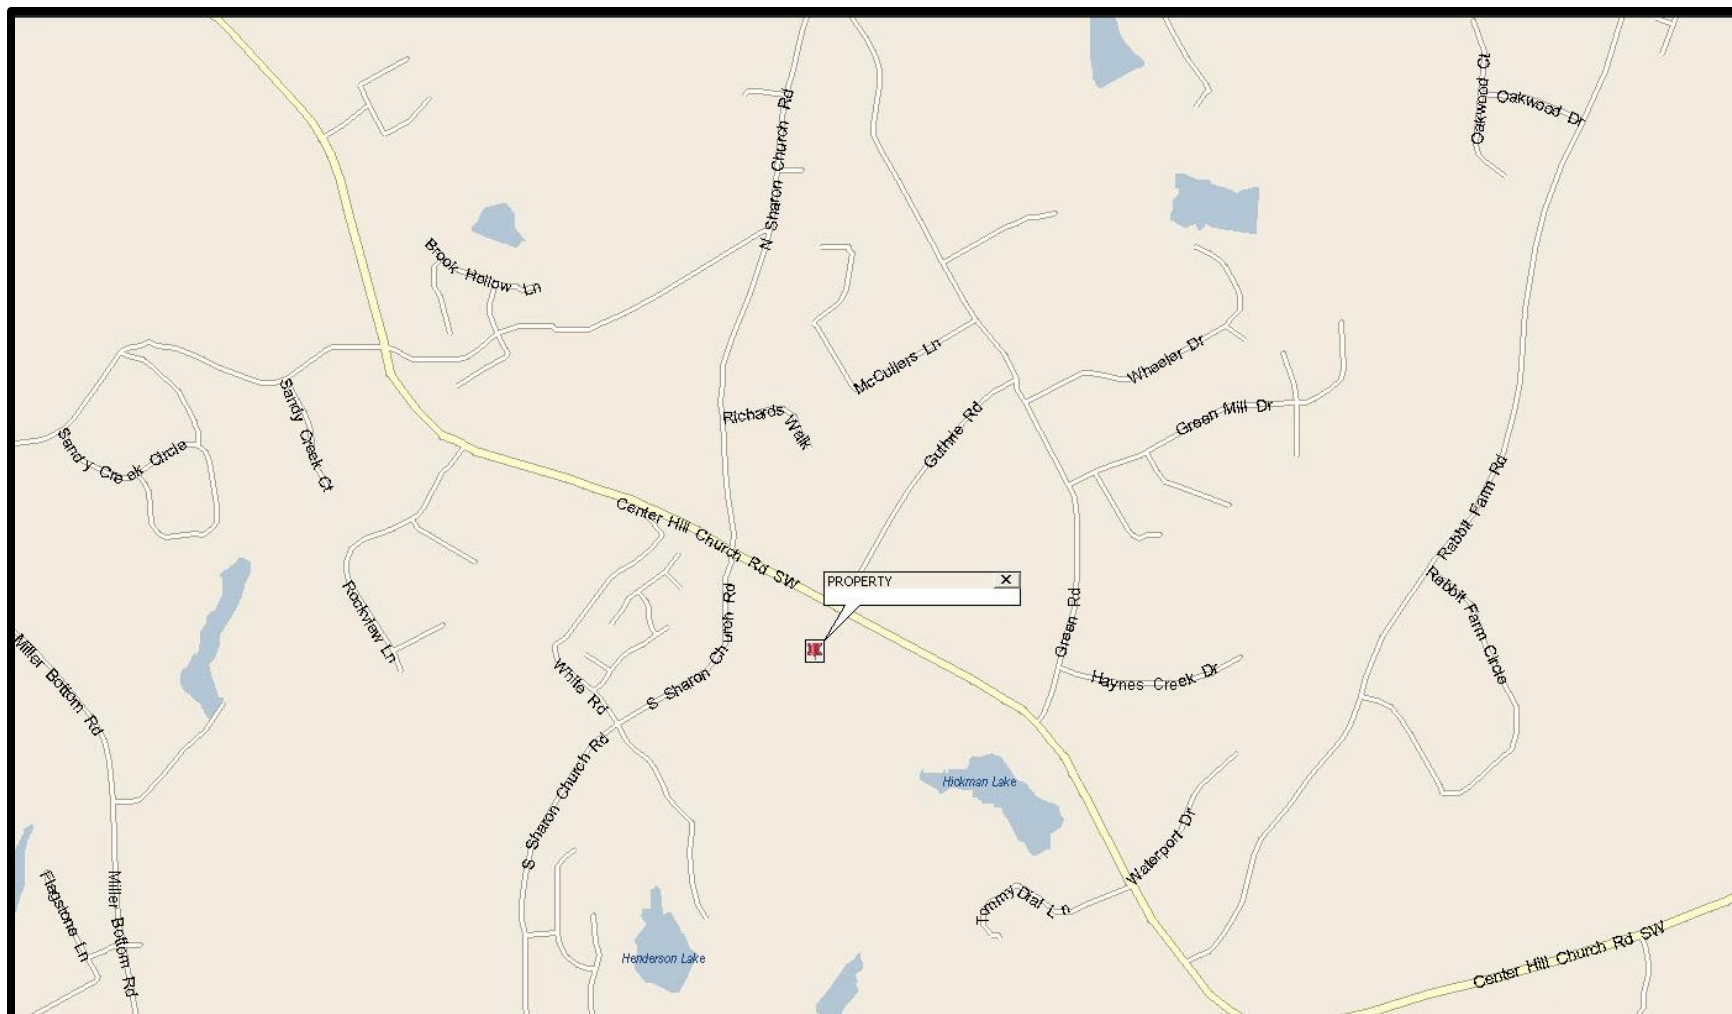 Oakwood Ct
Oakwood Dr
N Sharon Church Rd
Brook Hollow Ln
McCullers Ln
Wheeler Dr
Sandy Creek Ct
Richards Walk
Green Mill Dr
Guthrie Rd
Sandy Creek Circle
Center Hill Church Rd SW
Rabbit Farm Rd
PROPERTY
Rabbit Farm Circle
Rockview Ln
S Sharon Church Rd
Green Rd
Miller Bottom Rd
White Rd
Haynes Creek Dr
S Sharon Church Rd
Hickman Lake
Waterport Dr
Flagstone Ln
Miller Bottom Rd
Tommy Dial Ln
Henderson Lake
Center Hill Church Rd SW